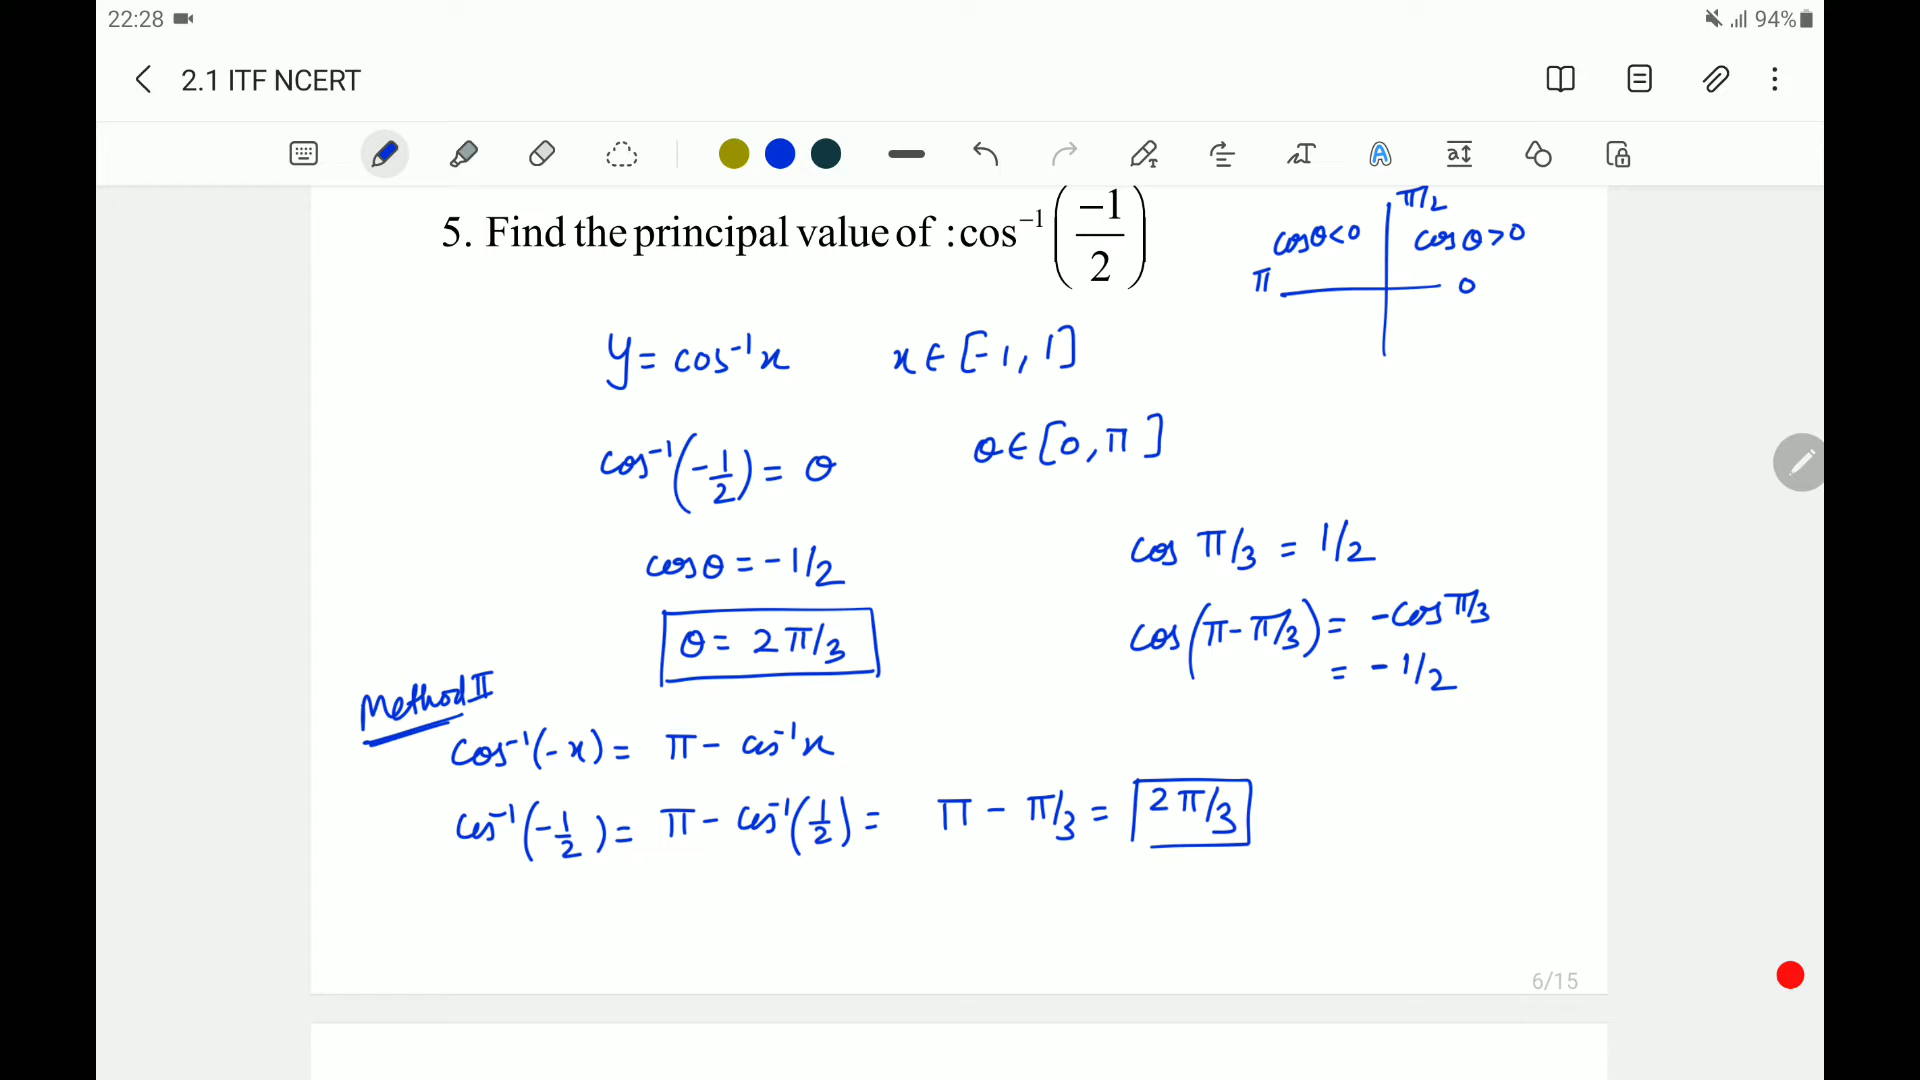 22:28
94%
2.1 ITF NCERT
5. Find the principal value of : cos⁻¹(-1/2)
π/2
cosθ<0
cosθ>0
π
0
y = cos⁻¹x
x ∈ [-1, 1]
cos⁻¹(-1/2) = θ
θ ∈ [0, π]
cosθ = -1/2
θ = 2π/3
cos π/3 = 1/2
cos(π - π/3) = -cos π/3
= -1/2
Method II
cos⁻¹(-x) = π - cos⁻¹x
cos⁻¹(-1/2) = π - cos⁻¹(1/2) = π - π/3 = 2π/3
6/15